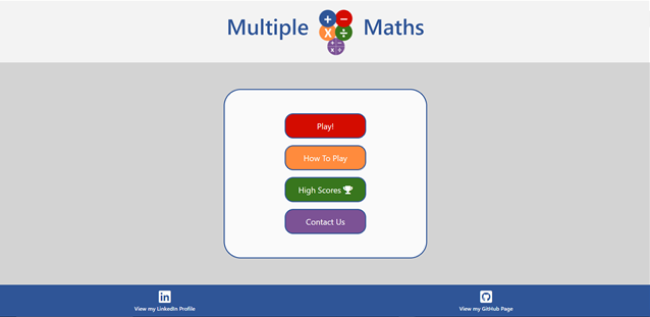 Multiple Maths
Play!
How To Play
High Scores
Contact Us
View my LinkedIn Profile
View my GitHub Page